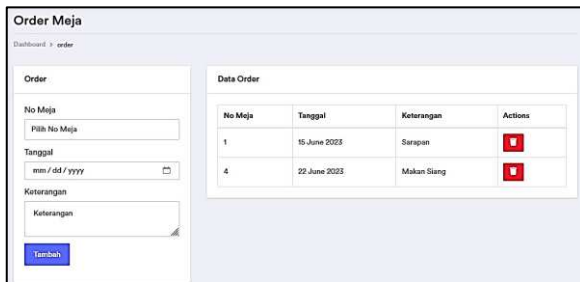 Order Meja
Dashboard > order
Order
No Meja
Pilih No Meja
Tanggal
mm / dd / yyyy
Keterangan
Keterangan
Tambah
Data Order
No Meja Tanggal Keterangan Actions
1 15 June 2023 Sarapan
4 22 June 2023 Makan Siang